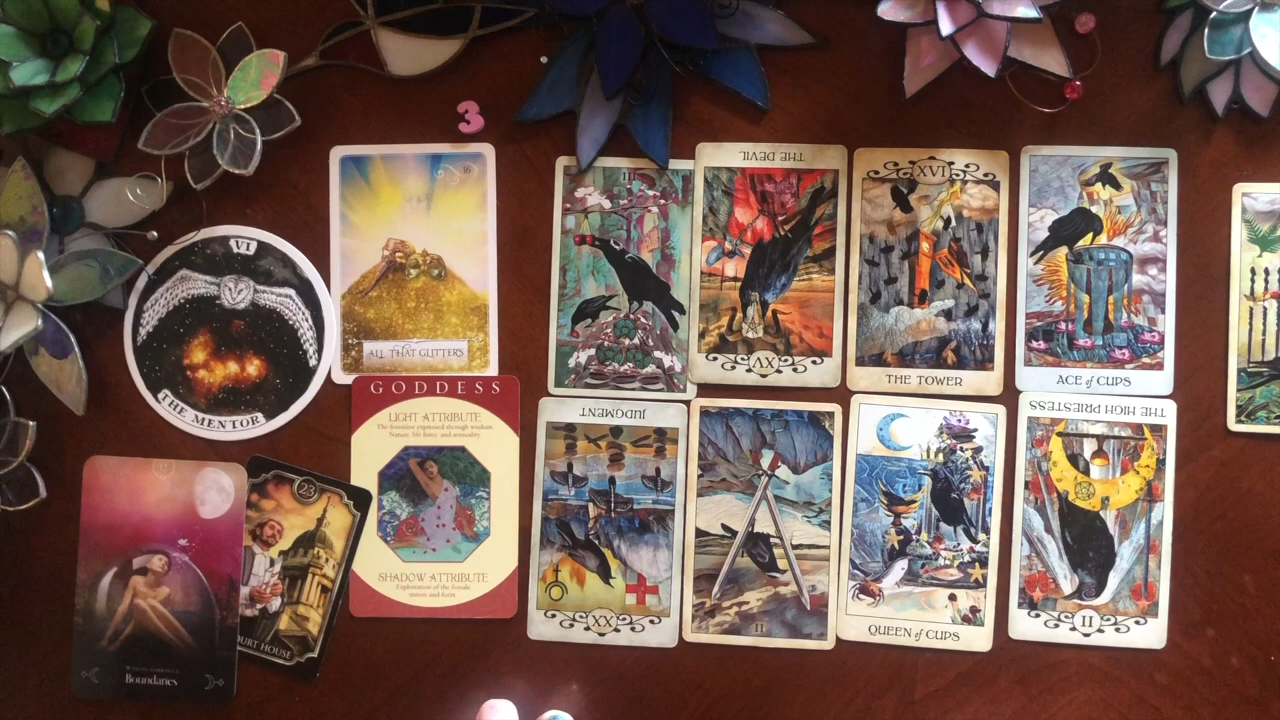 3
VI
THE MENTOR
16
ALL THAT GLITTERS
GODDESS
LIGHT ATTRIBUTE
The feminine expressed through wisdom,
Nature, life force and sensuality
SHADOW ATTRIBUTE
Exploitation of the female
nature and form
Boundaries
23
OURT HOUSE
III
THE DEVIL
XV
XVI
THE TOWER
ACE of CUPS
JUDGMENT
XX
II
QUEEN of CUPS
THE HIGH PRIESTESS
II